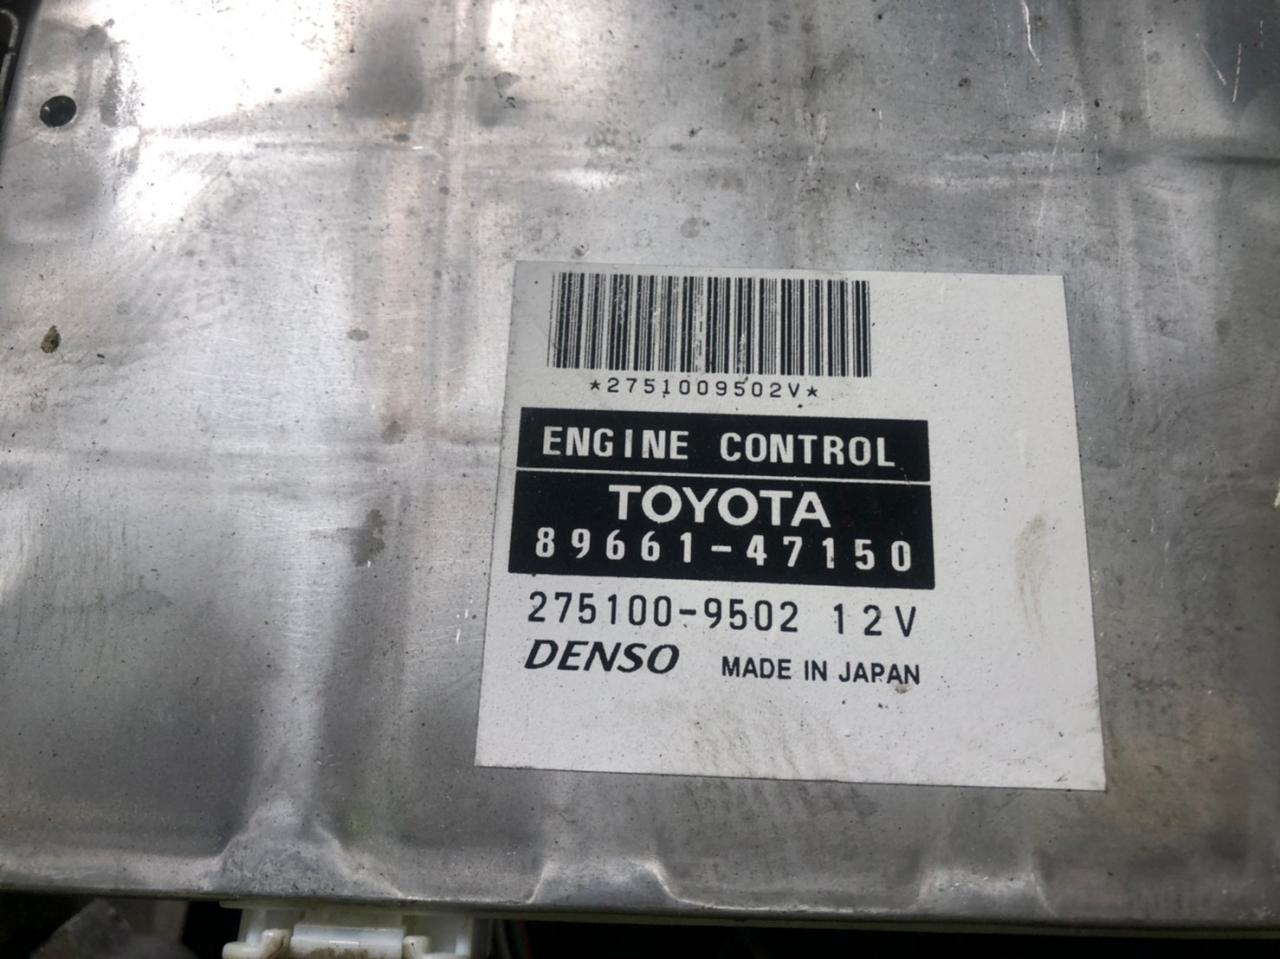 *2751009502V*
ENGINE CONTROL
TOYOTA
89661-47150
275100-9502 12V
DENSO MADE IN JAPAN